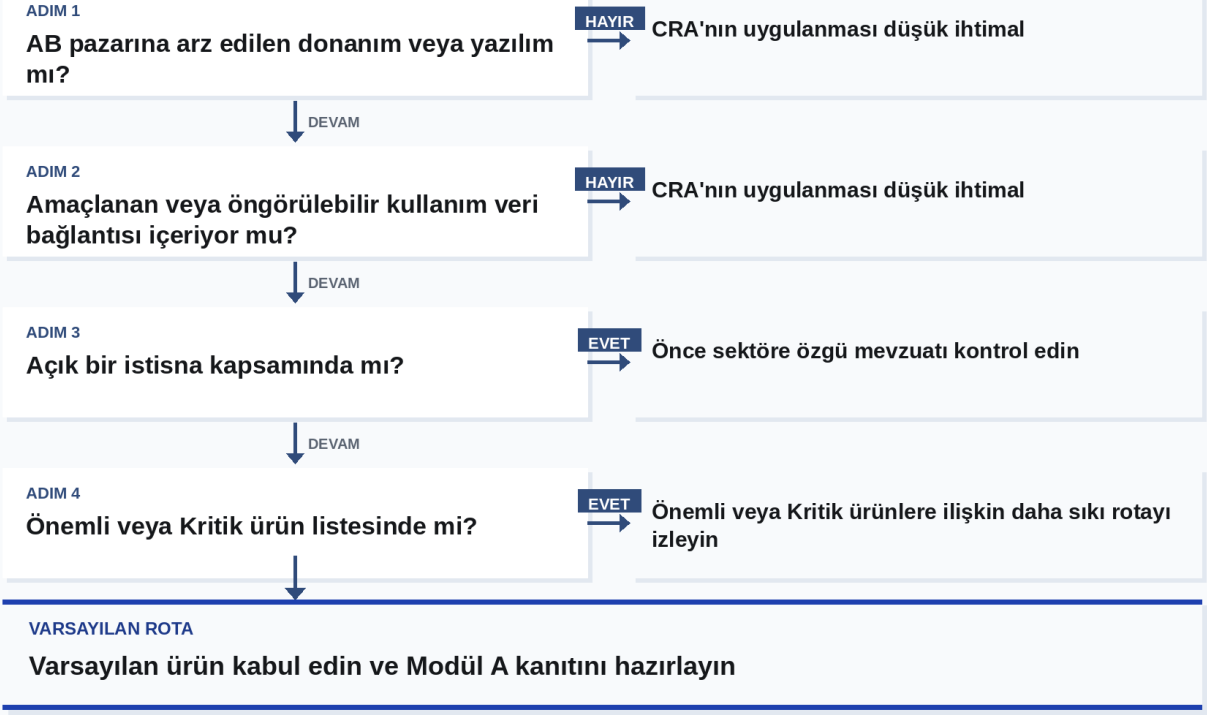 ADIM 1
AB pazarına arz edilen donanım veya yazılım
mı?
HAYIR
CRA'nın uygulanması düşük ihtimal
DEVAM
ADIM 2
Amaçlanan veya öngörülebilir kullanım veri
bağlantısı içeriyor mu?
HAYIR
CRA'nın uygulanması düşük ihtimal
DEVAM
ADIM 3
Açık bir istisna kapsamında mı?
EVET
Önce sektöre özgü mevzuatı kontrol edin
DEVAM
ADIM 4
Önemli veya Kritik ürün listesinde mi?
EVET
Önemli veya Kritik ürünlere ilişkin daha sıkı rotayı
izleyin
VARSAYILAN ROTA
Varsayılan ürün kabul edin ve Modül A kanıtını hazırlayın